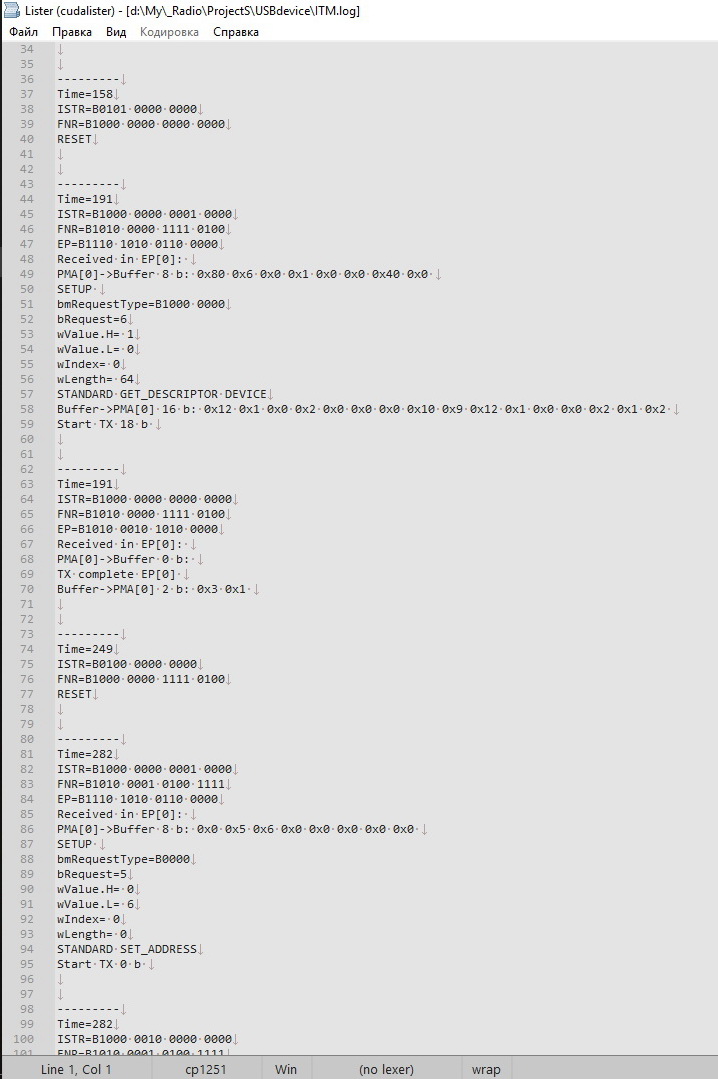 Lister (cudalister) - [d:\My\_Radio\ProjectS\USBdevice\ITM.log]
Файл Правка Вид Кодировка Справка
34
35
36 ---------
37 Time=158
38 ISTR=B0101 0000 0000
39 FNR=B1000 0000 0000 0000
40 RESET
41
42
43 ---------
44 Time=191
45 ISTR=B1000 0000 0001 0000
46 FNR=B1010 0000 1111 0100
47 EP=B1110 1010 0110 0000
48 Received in EP[0]:
49 PMA[0]->Buffer 8 b: 0x80 0x6 0x0 0x1 0x0 0x0 0x40 0x0
50 SETUP
51 bmRequestType=B1000 0000
52 bRequest=6
53 wValue.H= 1
54 wValue.L= 0
55 wIndex= 0
56 wLength= 64
57 STANDARD GET_DESCRIPTOR DEVICE
58 Buffer->PMA[0] 16 b: 0x12 0x1 0x0 0x2 0x0 0x0 0x0 0x10 0x9 0x12 0x1 0x0 0x0 0x2 0x1 0x2
59 Start TX 18 b
60
61
62 ---------
63 Time=191
64 ISTR=B1000 0000 0000 0000
65 FNR=B1010 0000 1111 0100
66 EP=B1010 0010 1010 0000
67 Received in EP[0]:
68 PMA[0]->Buffer 0 b:
69 TX complete EP[0]
70 Buffer->PMA[0] 2 b: 0x3 0x1
71
72
73 ---------
74 Time=249
75 ISTR=B0100 0000 0000
76 FNR=B1000 0000 1111 0100
77 RESET
78
79
80 ---------
81 Time=282
82 ISTR=B1000 0000 0001 0000
83 FNR=B1010 0001 0100 1111
84 EP=B1110 1010 0110 0000
85 Received in EP[0]:
86 PMA[0]->Buffer 8 b: 0x0 0x5 0x6 0x0 0x0 0x0 0x0 0x0
87 SETUP
88 bmRequestType=B0000
89 bRequest=5
90 wValue.H= 0
91 wValue.L= 6
92 wIndex= 0
93 wLength= 0
94 STANDARD SET_ADDRESS
95 Start TX 0 b
96
97
98 ---------
99 Time=282
100 ISTR=B1000 0010 0000 0000
101 FNR=B1010 0001 0100 1111
Line 1, Col 1 cp1251 Win (no lexer) wrap